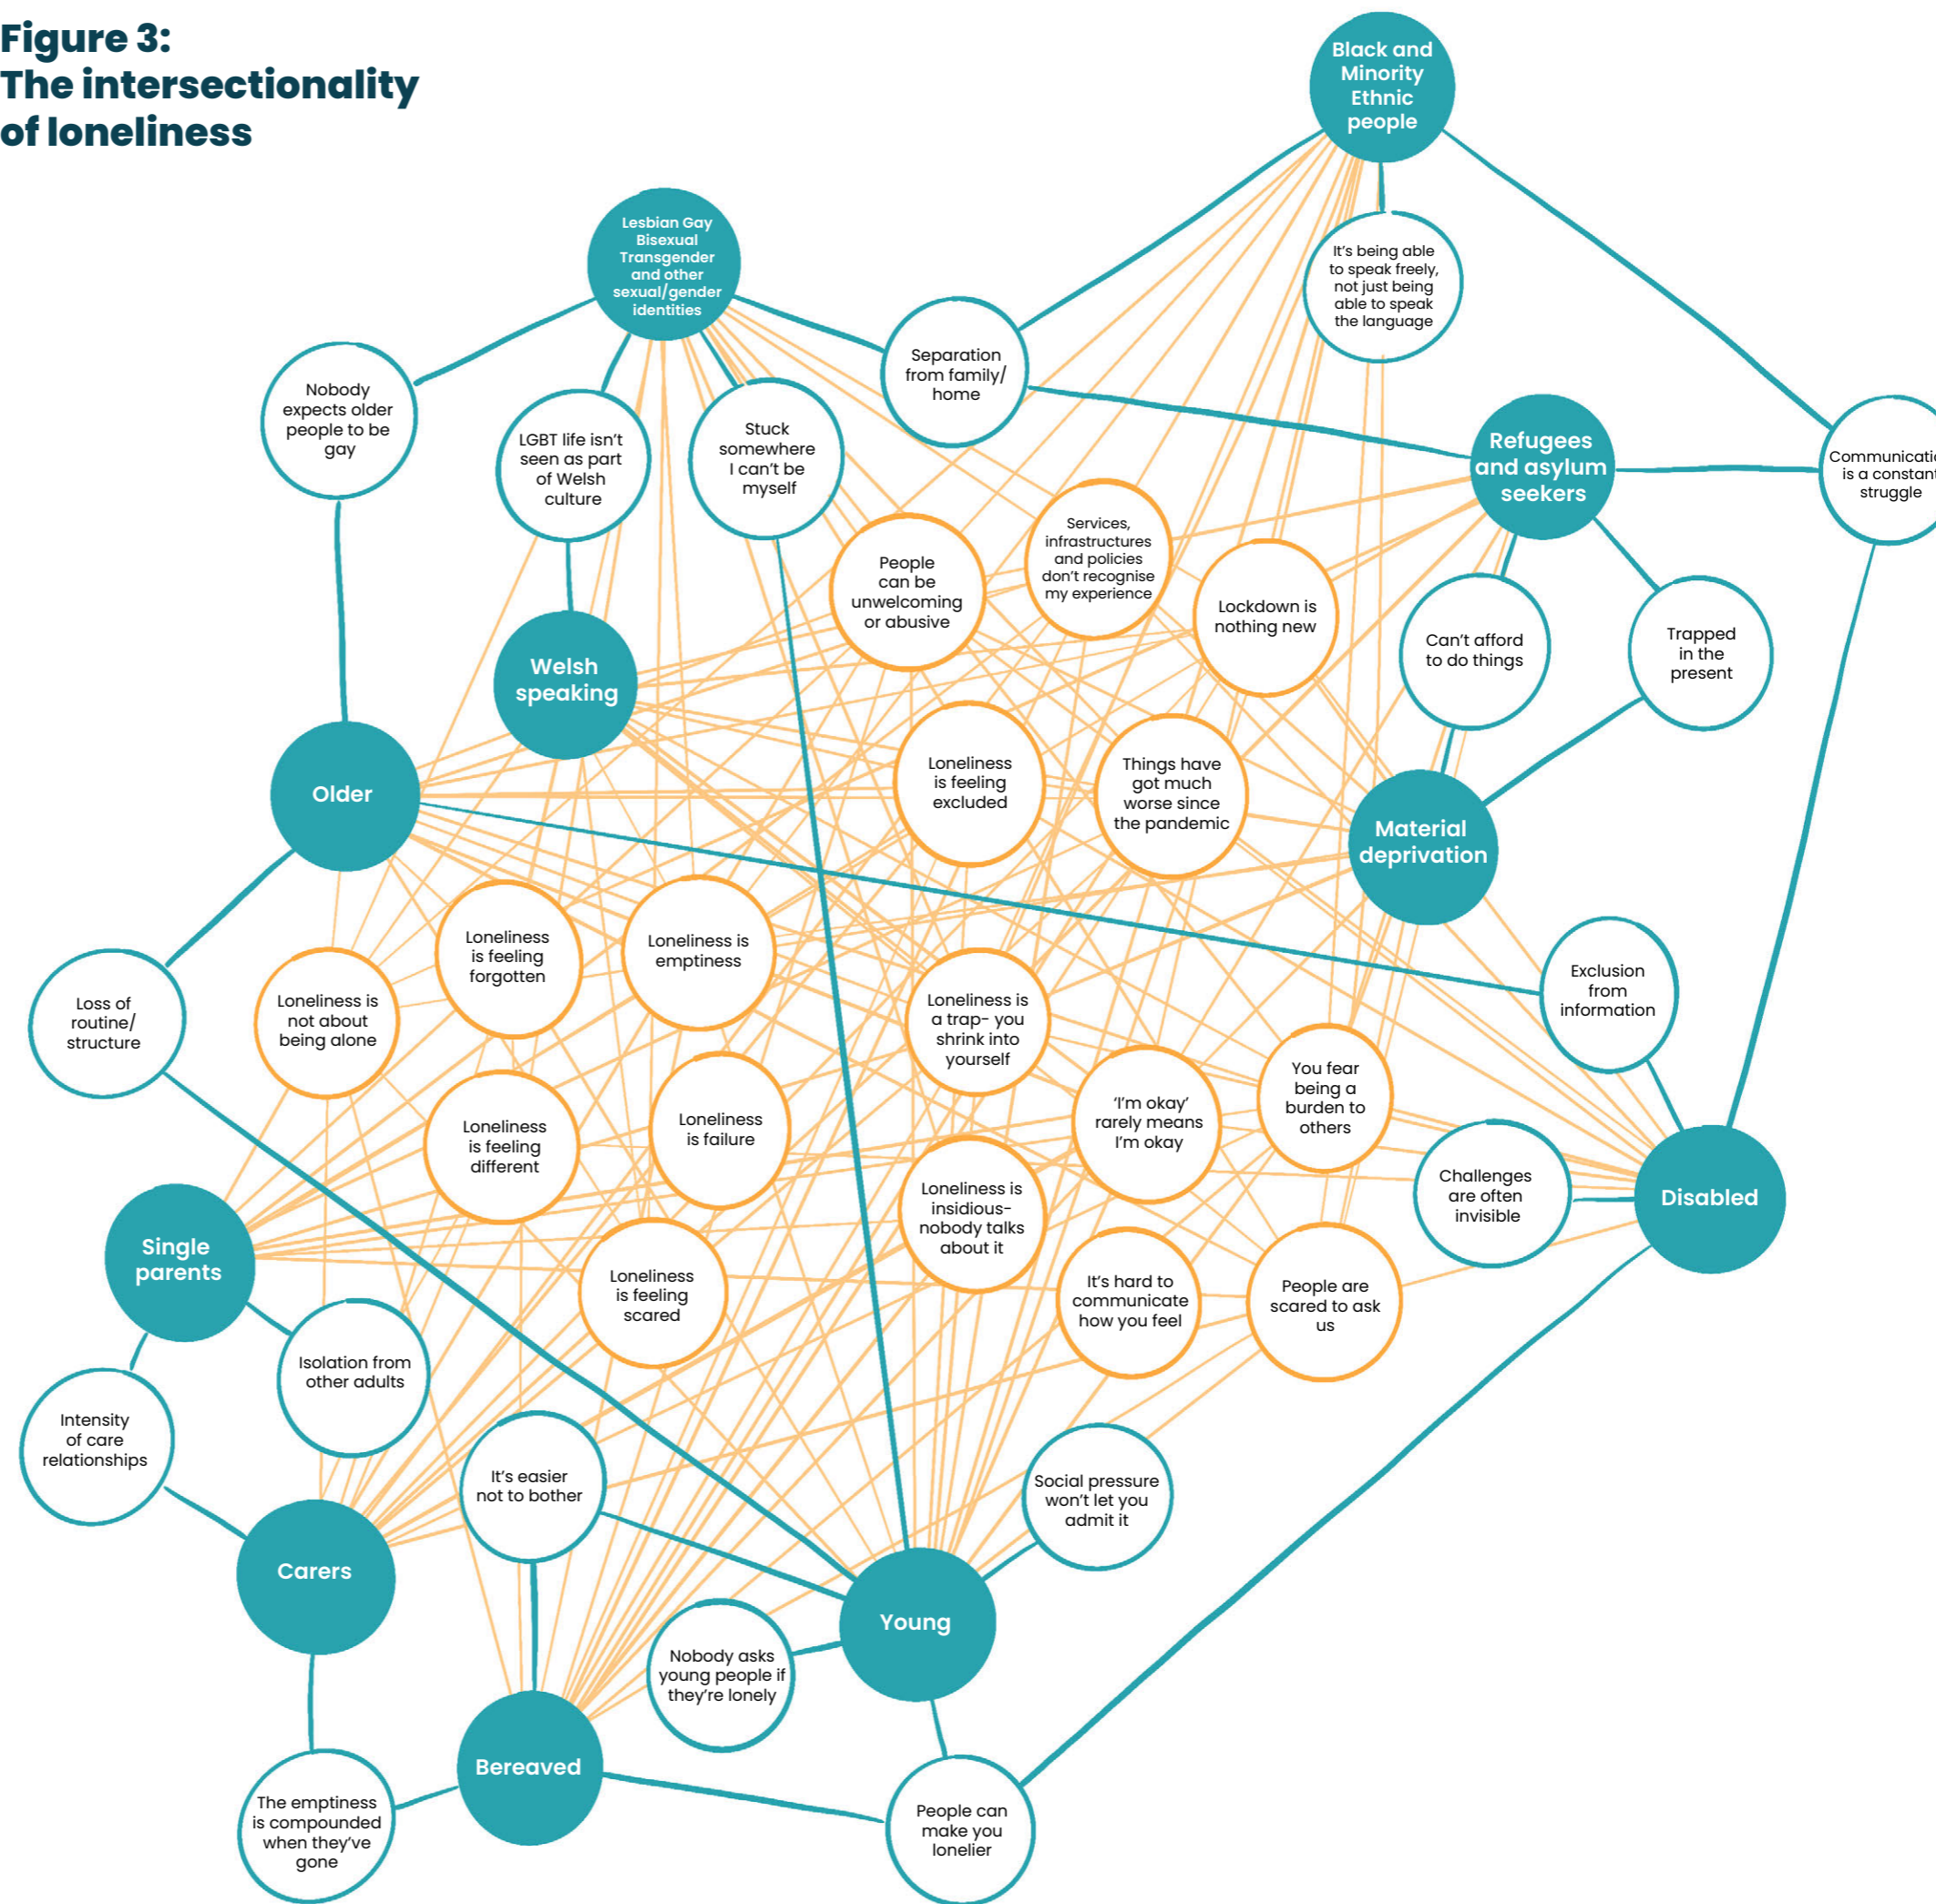 Figure 3:
The intersectionality
of loneliness
Black and
Minority
Ethnic
people
Lesbian Gay
Bisexual
Transgender
and other
sexual/gender
identities
It's being able
to speak freely,
not just being
able to speak
the language
Separation
from family/
home
Nobody
expects older
people to be
gay
LGBT life isn't
seen as part
of Welsh
culture
Stuck
somewhere
I can't be
myself
Refugees
and asylum
seekers
Communicatio
is a constant
struggle
People
can be
unwelcoming
or abusive
Services,
infrastructures
and policies
don't recognise
my experience
Lockdown is
nothing new
Can't afford
to do things
Trapped
in the
present
Welsh
speaking
Older
Loneliness
is feeling
excluded
Things have
got much
worse since
the pandemic
Material
deprivation
Loneliness
is feeling
forgotten
Loneliness is
emptiness
Loss of
routine/
structure
Loneliness is
not about
being alone
Loneliness is
a trap- you
shrink into
yourself
Exclusion
from
information
Loneliness
is feeling
different
Loneliness
is failure
'I'm okay'
rarely means
I'm okay
You fear
being a
burden to
others
Loneliness is
insidious-
nobody talks
about it
Challenges
are often
invisible
Disabled
Single
parents
Loneliness
is feeling
scared
It's hard to
communicate
how you feel
People are
scared to ask
us
Isolation from
other adults
Intensity
of care
relationships
It's easier
not to bother
Social pressure
won't let you
admit it
Carers
Young
Nobody asks
young people if
they're lonely
Bereaved
The emptiness
is compounded
when they've
gone
People can
make you
lonelier